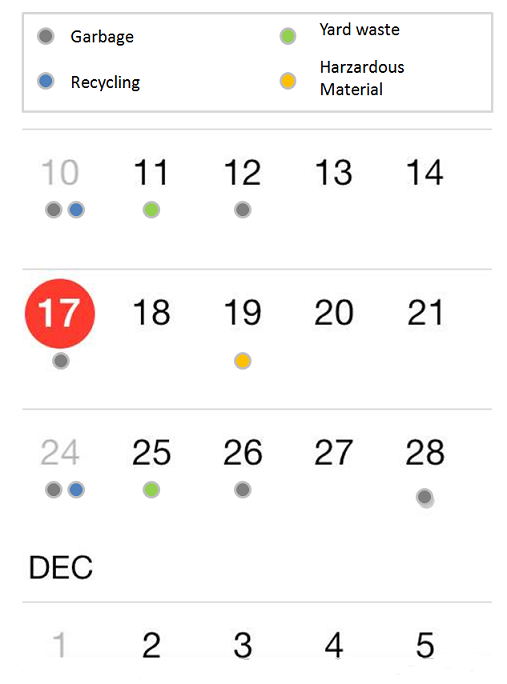 Garbage
Yard waste
Recycling
Harzardous
Material
10 11 12 13 14
17 18 19 20 21
24 25 26 27 28
DEC
1 2 3 4 5